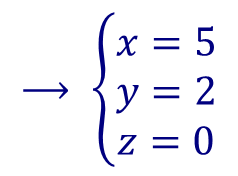 → { x = 5
y = 2
z = 0